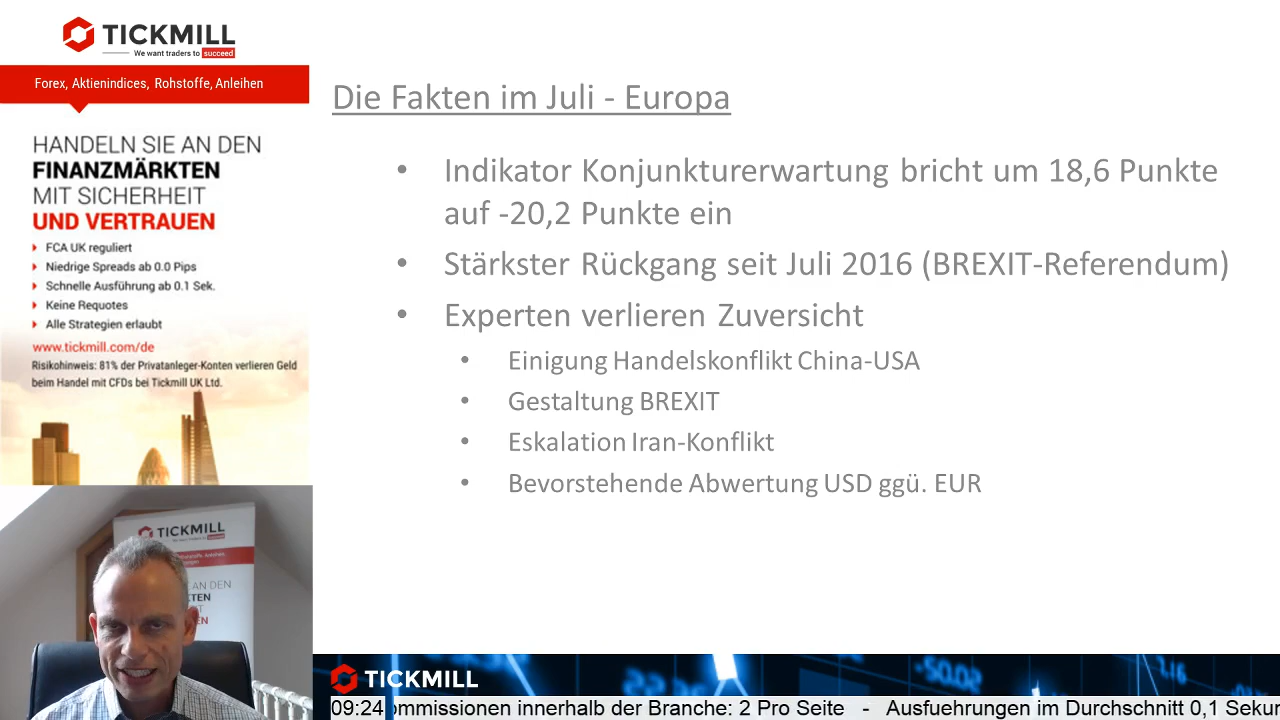 TICKMILL
We want traders to succeed
Forex, Aktienindices, Rohstoffe, Anleihen
HANDELN SIE AN DEN
FINANZMÄRKTEN
MIT SICHERHEIT
UND VERTRAUEN
FCA UK reguliert
Niedrige Spreads ab 0.0 Pips
Schnelle Ausführung ab 0.1 Sek.
Keine Requotes
Alle Strategien erlaubt
www.tickmill.com/de
Risikohinweis: 81% der Privatanleger-Konten verlieren Geld
beim Handel mit CFDs bei Tickmill UK Ltd.
Die Fakten im Juli - Europa
• Indikator Konjunkturerwartung bricht um 18,6 Punkte
auf -20,2 Punkte ein
• Stärkster Rückgang seit Juli 2016 (BREXIT-Referendum)
• Experten verlieren Zuversicht
• Einigung Handelskonflikt China-USA
• Gestaltung BREXIT
• Eskalation Iran-Konflikt
• Bevorstehende Abwertung USD ggü. EUR
TICKMILL
AN DEN
TICKMILL
-50.02
09:24 ommissionen innerhalb der Branche: 2 Pro Seite - Ausfuehrungen im Durchschnitt 0,1 Sekun